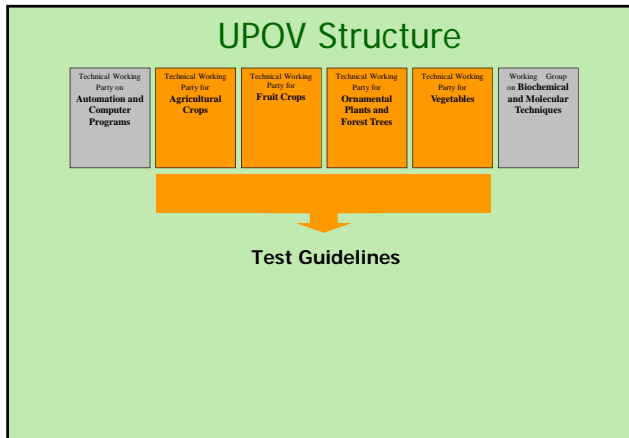 UPOV Structure
Technical Working
Party on
Automation and
Computer
Programs
Technical Working
Party for
Agricultural
Crops
Technical Working
Party for
Fruit Crops
Technical Working
Party for
Ornamental
Plants and
Forest Trees
Technical Working
Party for
Vegetables
Working Group
on Biochemical
and Molecular
Techniques
Test Guidelines